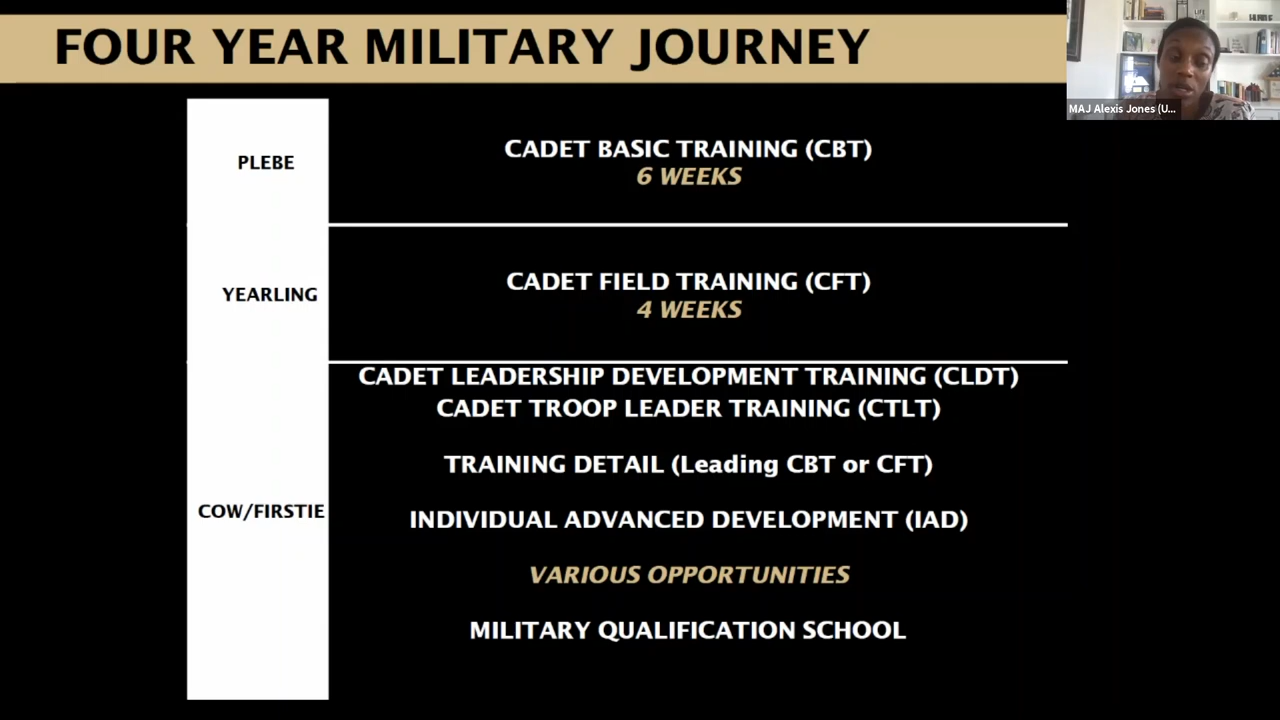 FOUR YEAR MILITARY JOURNEY
MAJ Alexis Jones (U...
PLEBE
CADET BASIC TRAINING (CBT)
6 WEEKS
YEARLING
CADET FIELD TRAINING (CFT)
4 WEEKS
COW/FIRSTIE
CADET LEADERSHIP DEVELOPMENT TRAINING (CLDT)
CADET TROOP LEADER TRAINING (CTLT)
TRAINING DETAIL (Leading CBT or CFT)
INDIVIDUAL ADVANCED DEVELOPMENT (IAD)
VARIOUS OPPORTUNITIES
MILITARY QUALIFICATION SCHOOL